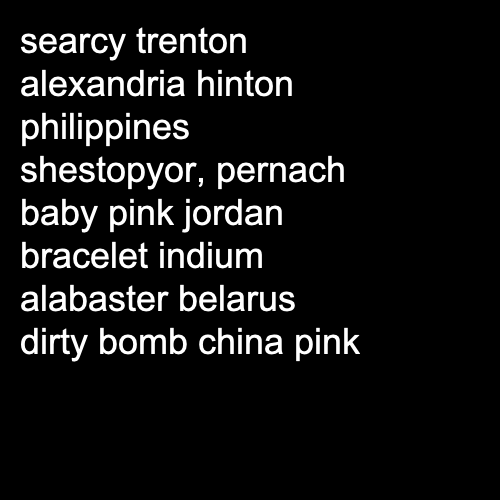 searcy trenton
alexandria hinton
philippines
shestopyor, pernach
baby pink jordan
bracelet indium
alabaster belarus
dirty bomb china pink